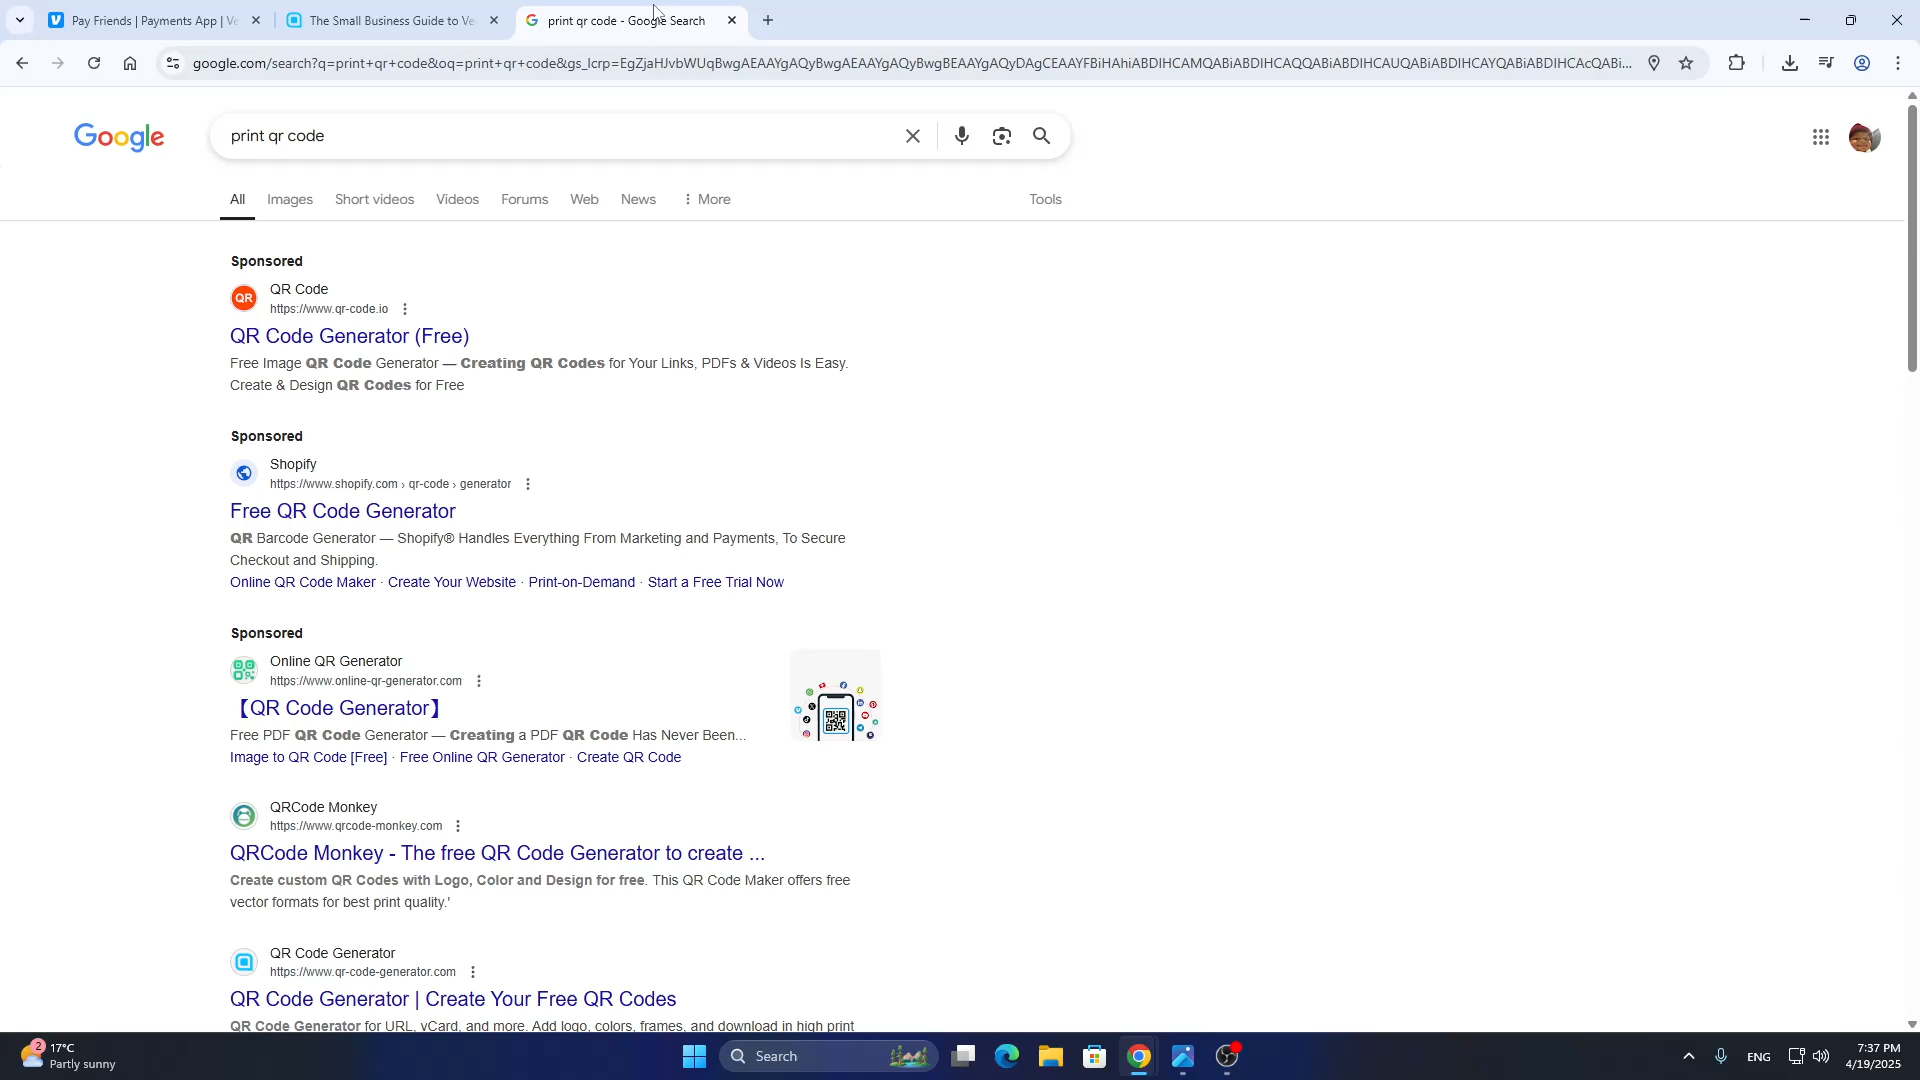 Pay Friends | Payments App | Ve
The Small Business Guide to Ve
print qr code - Google Search
google.com/search?q=print+qr+code&oq=print+qr+code&gs_lcrp=EgZjaHJvbWUqBwgAEAAYgAQyBwgAEAAYgAQyBwgBEAAYgAQyDAgCEAAYFBiHAhiABDIHCAMQABiABDIHCAQQABiABDIHCAUQABiABDIHCAYQABiABDIHCAcQABi...
Google
print qr code
All
Images
Short videos
Videos
Forums
Web
News
More
Tools
Sponsored
QR
QR Code
https://www.qr-code.io
QR Code Generator (Free)
Free Image QR Code Generator — Creating QR Codes for Your Links, PDFs & Videos Is Easy.
Create & Design QR Codes for Free
Sponsored
Shopify
https://www.shopify.com › qr-code › generator
Free QR Code Generator
QR Barcode Generator — Shopify® Handles Everything From Marketing and Payments, To Secure
Checkout and Shipping.
Online QR Code Maker · Create Your Website · Print-on-Demand · Start a Free Trial Now
Sponsored
Online QR Generator
https://www.online-qr-generator.com
【QR Code Generator】
Free PDF QR Code Generator — Creating a PDF QR Code Has Never Been...
Image to QR Code [Free] · Free Online QR Generator · Create QR Code
QRCode Monkey
https://www.qrcode-monkey.com
QRCode Monkey - The free QR Code Generator to create ...
Create custom QR Codes with Logo, Color and Design for free. This QR Code Maker offers free
vector formats for best print quality.'
QR Code Generator
https://www.qr-code-generator.com
QR Code Generator | Create Your Free QR Codes
QR Code Generator for URL, vCard, and more. Add logo, colors, frames, and download in high print
2
17°C
Partly sunny
Search
ENG
7:37 PM
4/19/2025